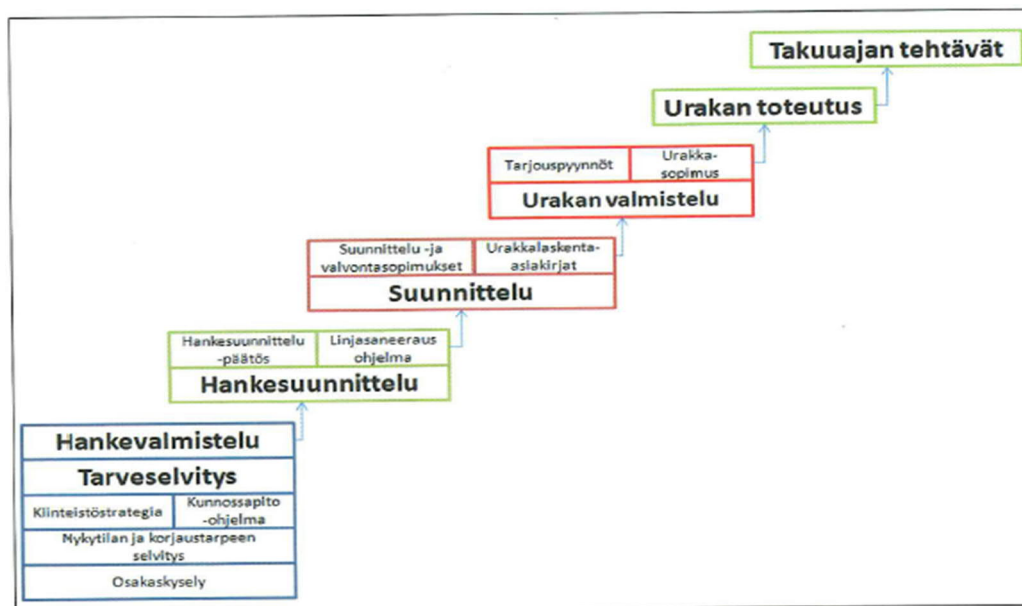 Takuuajan tehtävät
Urakan toteutus
Tarjouspyynnöt
Urakka-
sopimus
Urakan valmistelu
Suunnittelu -ja
valvontasopimukset
Urakkalaskenta-
asiakirjat
Suunnittelu
Hankesuunnittelu
-päätös
Linjasaneeraus
ohjelma
Hankesuunnittelu
Hankevalmistelu
Tarveselvitys
Kiinteistöstrategia
Kunnossapito
-ohjelma
Nykytilan ja korjaustarpeen
selvitys
Osakaskysely